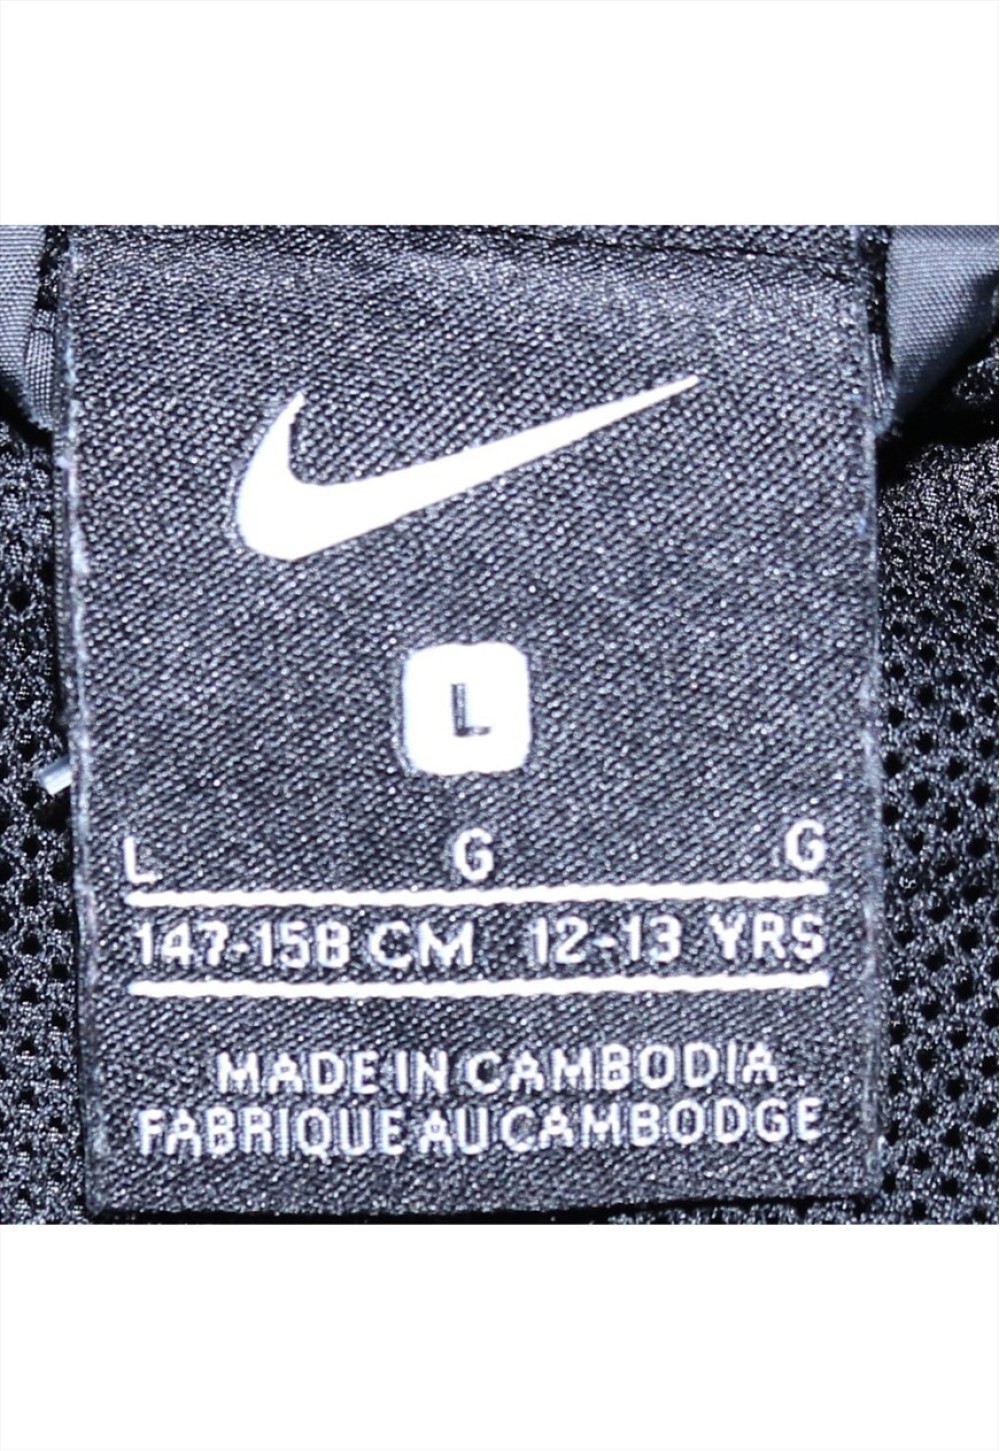 L
L G G
147-158 CM 12-13 YRS
MADE IN CAMBODIA
FABRIQUE AU CAMBODGE